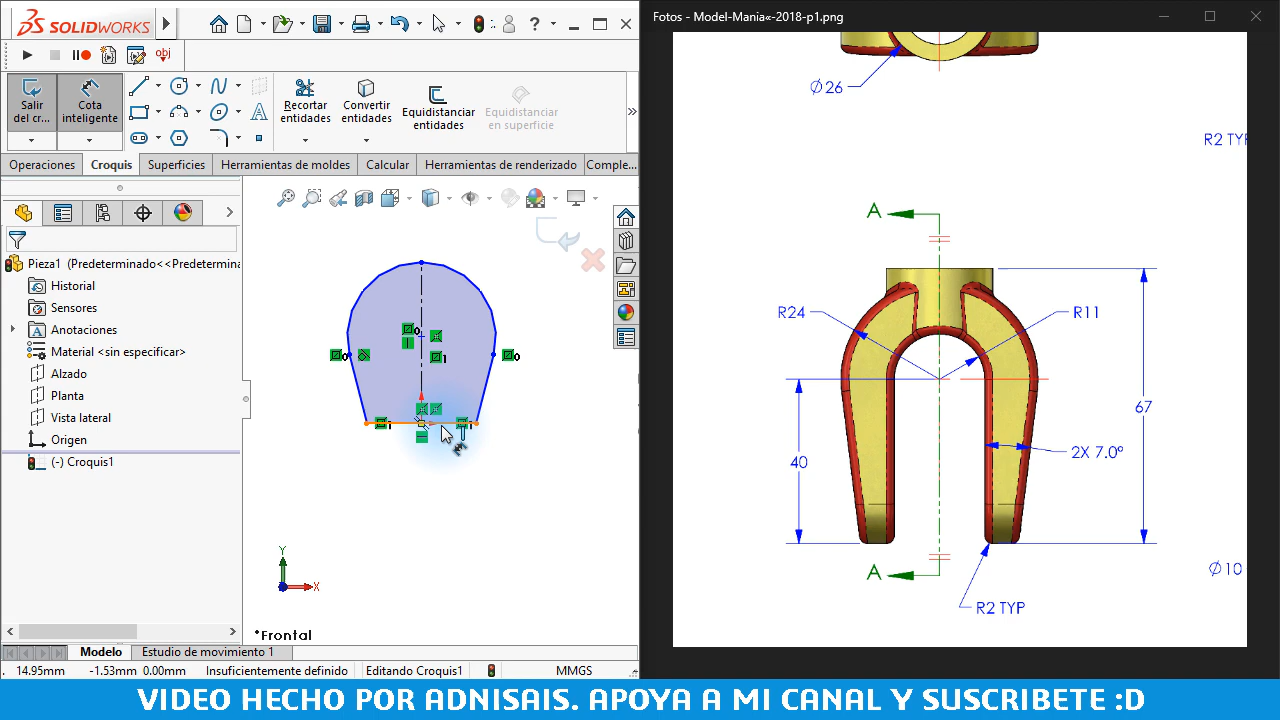 SOLIDWORKS
Fotos - Model-Mania«-2018-p1.png
obj
Salir
del cr...
Cota
inteligente
Recortar
entidades
Convertir
entidades
Equidistanciar
entidades
Equidistanciar
en superficie
Operaciones
Croquis
Superficies
Herramientas de moldes
Calcular
Herramientas de renderizado
Comple...
Pieza1 (Predeterminado<<Predetermina
Historial
Sensores
Anotaciones
Material <sin especificar>
Alzado
Planta
Vista lateral
Origen
(-) Croquis1
Y
X
*Frontal
Modelo
Estudio de movimiento 1
14.95mm
-1.53mm
0.00mm
Insuficientemente definido
Editando Croquis1
MMGS
Ø26
R2 TYP
A
R24
R11
67
40
2X 7.0°
A
Ø10
R2 TYP
VIDEO HECHO POR ADNISAIS. APOYA A MI CANAL Y SUSCRIBETE :D